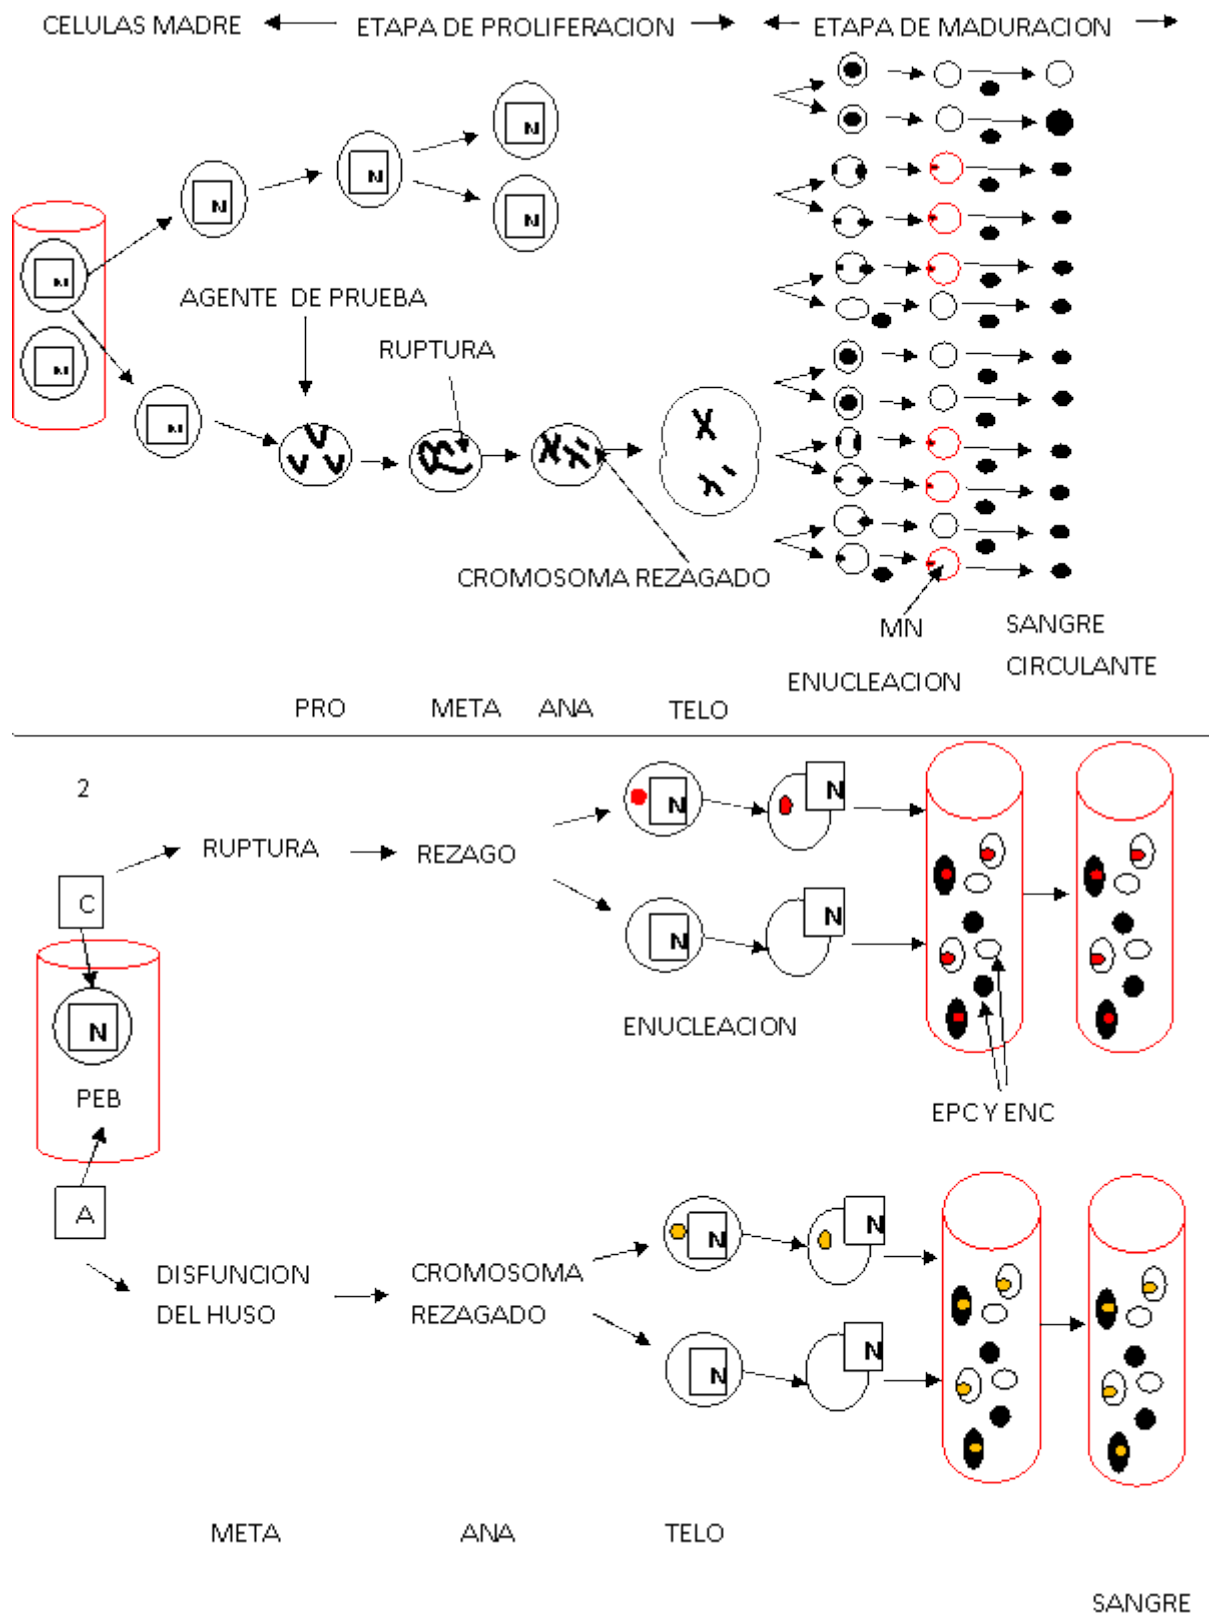 CELULAS MADRE
ETAPA DE PROLIFERACION
ETAPA DE MADURACION
N
N
N
N
N
AGENTE DE PRUEBA
RUPTURA
N
N
N
CROMOSOMA REZAGADO
MN
SANGRE
CIRCULANTE
ENUCLEACION
PRO
META
ANA
TELO
2
N
N
RUPTURA
REZAGO
C
N
N
N
ENUCLEACION
PEB
EPC Y ENC
A
N
N
DISFUNCION
DEL HUSO
CROMOSOMA
REZAGADO
N
N
META
ANA
TELO
SANGRE